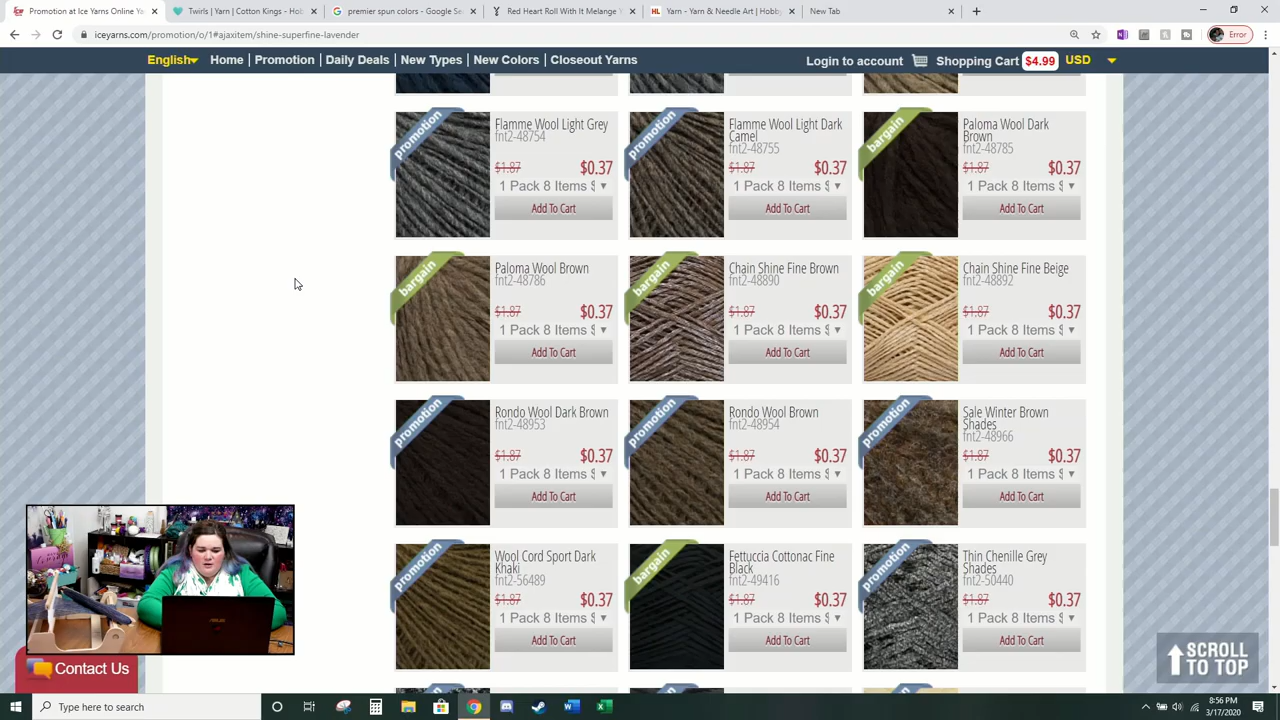 Promotion at Ice Yarns Online Ya
Twirls | Yarn | Cotton Kings - Hob
premier spun colors - Google Se
Red Heart Roll With It Melange Y
HL Yarn - Yarn & Needle Art | Hobb
New Tab
iceyarns.com/promotion/o/1#ajaxitem/shine-superfine-lavender
Error
English Home | Promotion | Daily Deals | New Types | New Colors | Closeout Yarns
Login to account Shopping Cart $4.99 USD
promotion
Flamme Wool Light Grey
fnt2-48754
$1.87 $0.37
1 Pack 8 Items $
Add To Cart
promotion
Flamme Wool Light Dark
Camel
fnt2-48755
$1.87 $0.37
1 Pack 8 Items $
Add To Cart
bargain
Paloma Wool Dark
Brown
fnt2-48785
$1.87 $0.37
1 Pack 8 Items $
Add To Cart
bargain
Paloma Wool Brown
fnt2-48786
$1.87 $0.37
1 Pack 8 Items $
Add To Cart
bargain
Chain Shine Fine Brown
fnt2-48890
$1.87 $0.37
1 Pack 8 Items $
Add To Cart
bargain
Chain Shine Fine Beige
fnt2-48892
$1.87 $0.37
1 Pack 8 Items $
Add To Cart
promotion
Rondo Wool Dark Brown
fnt2-48953
$1.87 $0.37
1 Pack 8 Items $
Add To Cart
promotion
Rondo Wool Brown
fnt2-48954
$1.87 $0.37
1 Pack 8 Items $
Add To Cart
promotion
Sale Winter Brown
Shades
fnt2-48966
$1.87 $0.37
1 Pack 8 Items $
Add To Cart
promotion
Wool Cord Sport Dark
Khaki
fnt2-56489
$1.87 $0.37
1 Pack 8 Items $
Add To Cart
bargain
Fettuccia Cottonac Fine
Black
fnt2-49416
$1.87 $0.37
1 Pack 8 Items $
Add To Cart
promotion
Thin Chenille Grey
Shades
fnt2-50440
$1.87 $0.37
1 Pack 8 Items $
Add To Cart
ASUS
Contact Us
SCROLL
TO TOP
Type here to search
8:56 PM
3/17/2020